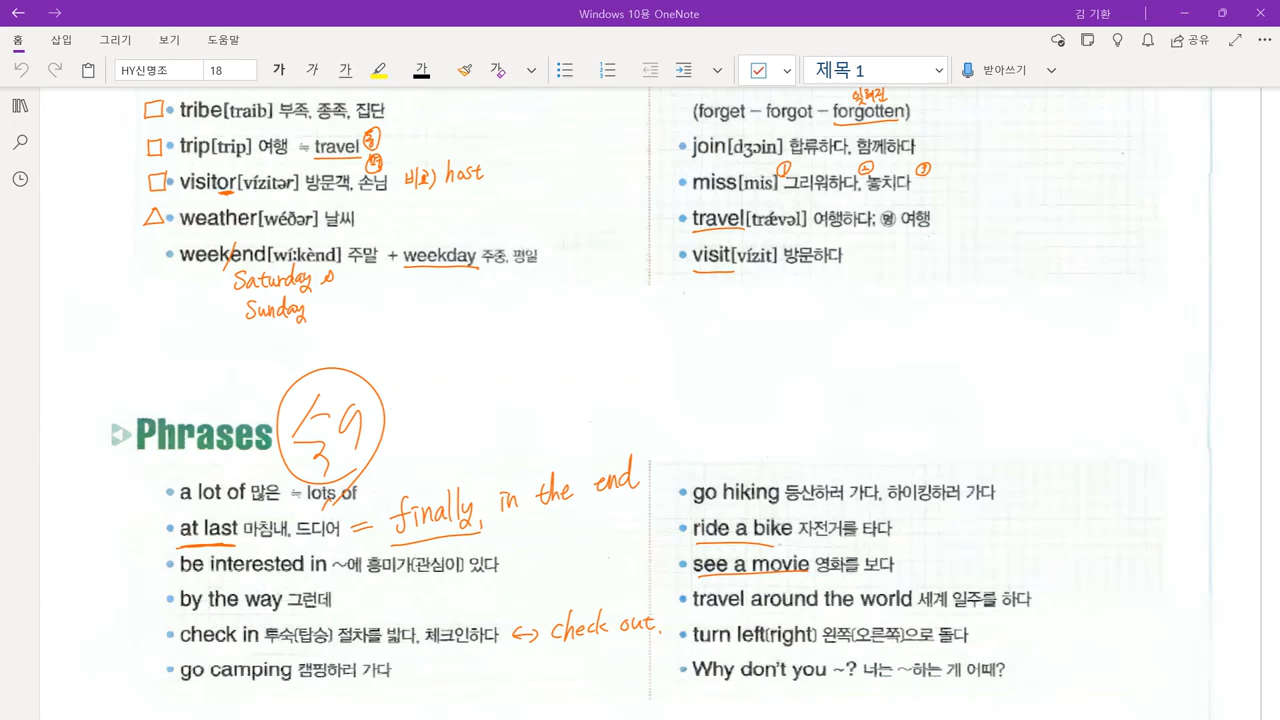 Windows 10용 OneNote
김 기환
홈 삽입 그리기 보기 도움말
공유
HY신명조 18 가 가 가 가 가 제목 1 받아쓰기
tribe[traib] 부족, 종족, 집단
trip[trip] 여행 ≒ travel 동 명
visitor[vízitər] 방문객, 손님 비교) host
weather[wéðər] 날씨
weekend[wíːkènd] 주말 + weekday 주중, 평일
Saturday
Sunday
잊혀진
(forget – forgot – forgotten)
join[dʒɔin] 합류하다, 함께하다
miss[mis] ① 그리워하다, ② 놓치다 ③
travel[trǽvəl] 여행하다; 명 여행
visit[vízit] 방문하다
Phrases 숙어
a lot of 많은 ≒ lots of
at last 마침내, 드디어 = finally, in the end
be interested in ~에 흥미가(관심이) 있다
by the way 그런데
check in 투숙(탑승) 절차를 밟다, 체크인하다 ↔ check out.
go camping 캠핑하러 가다
go hiking 등산하러 가다, 하이킹하러 가다
ride a bike 자전거를 타다
see a movie 영화를 보다
travel around the world 세계 일주를 하다
turn left(right) 왼쪽(오른쪽)으로 돌다
Why don't you ~? 너는 ~하는 게 어때?